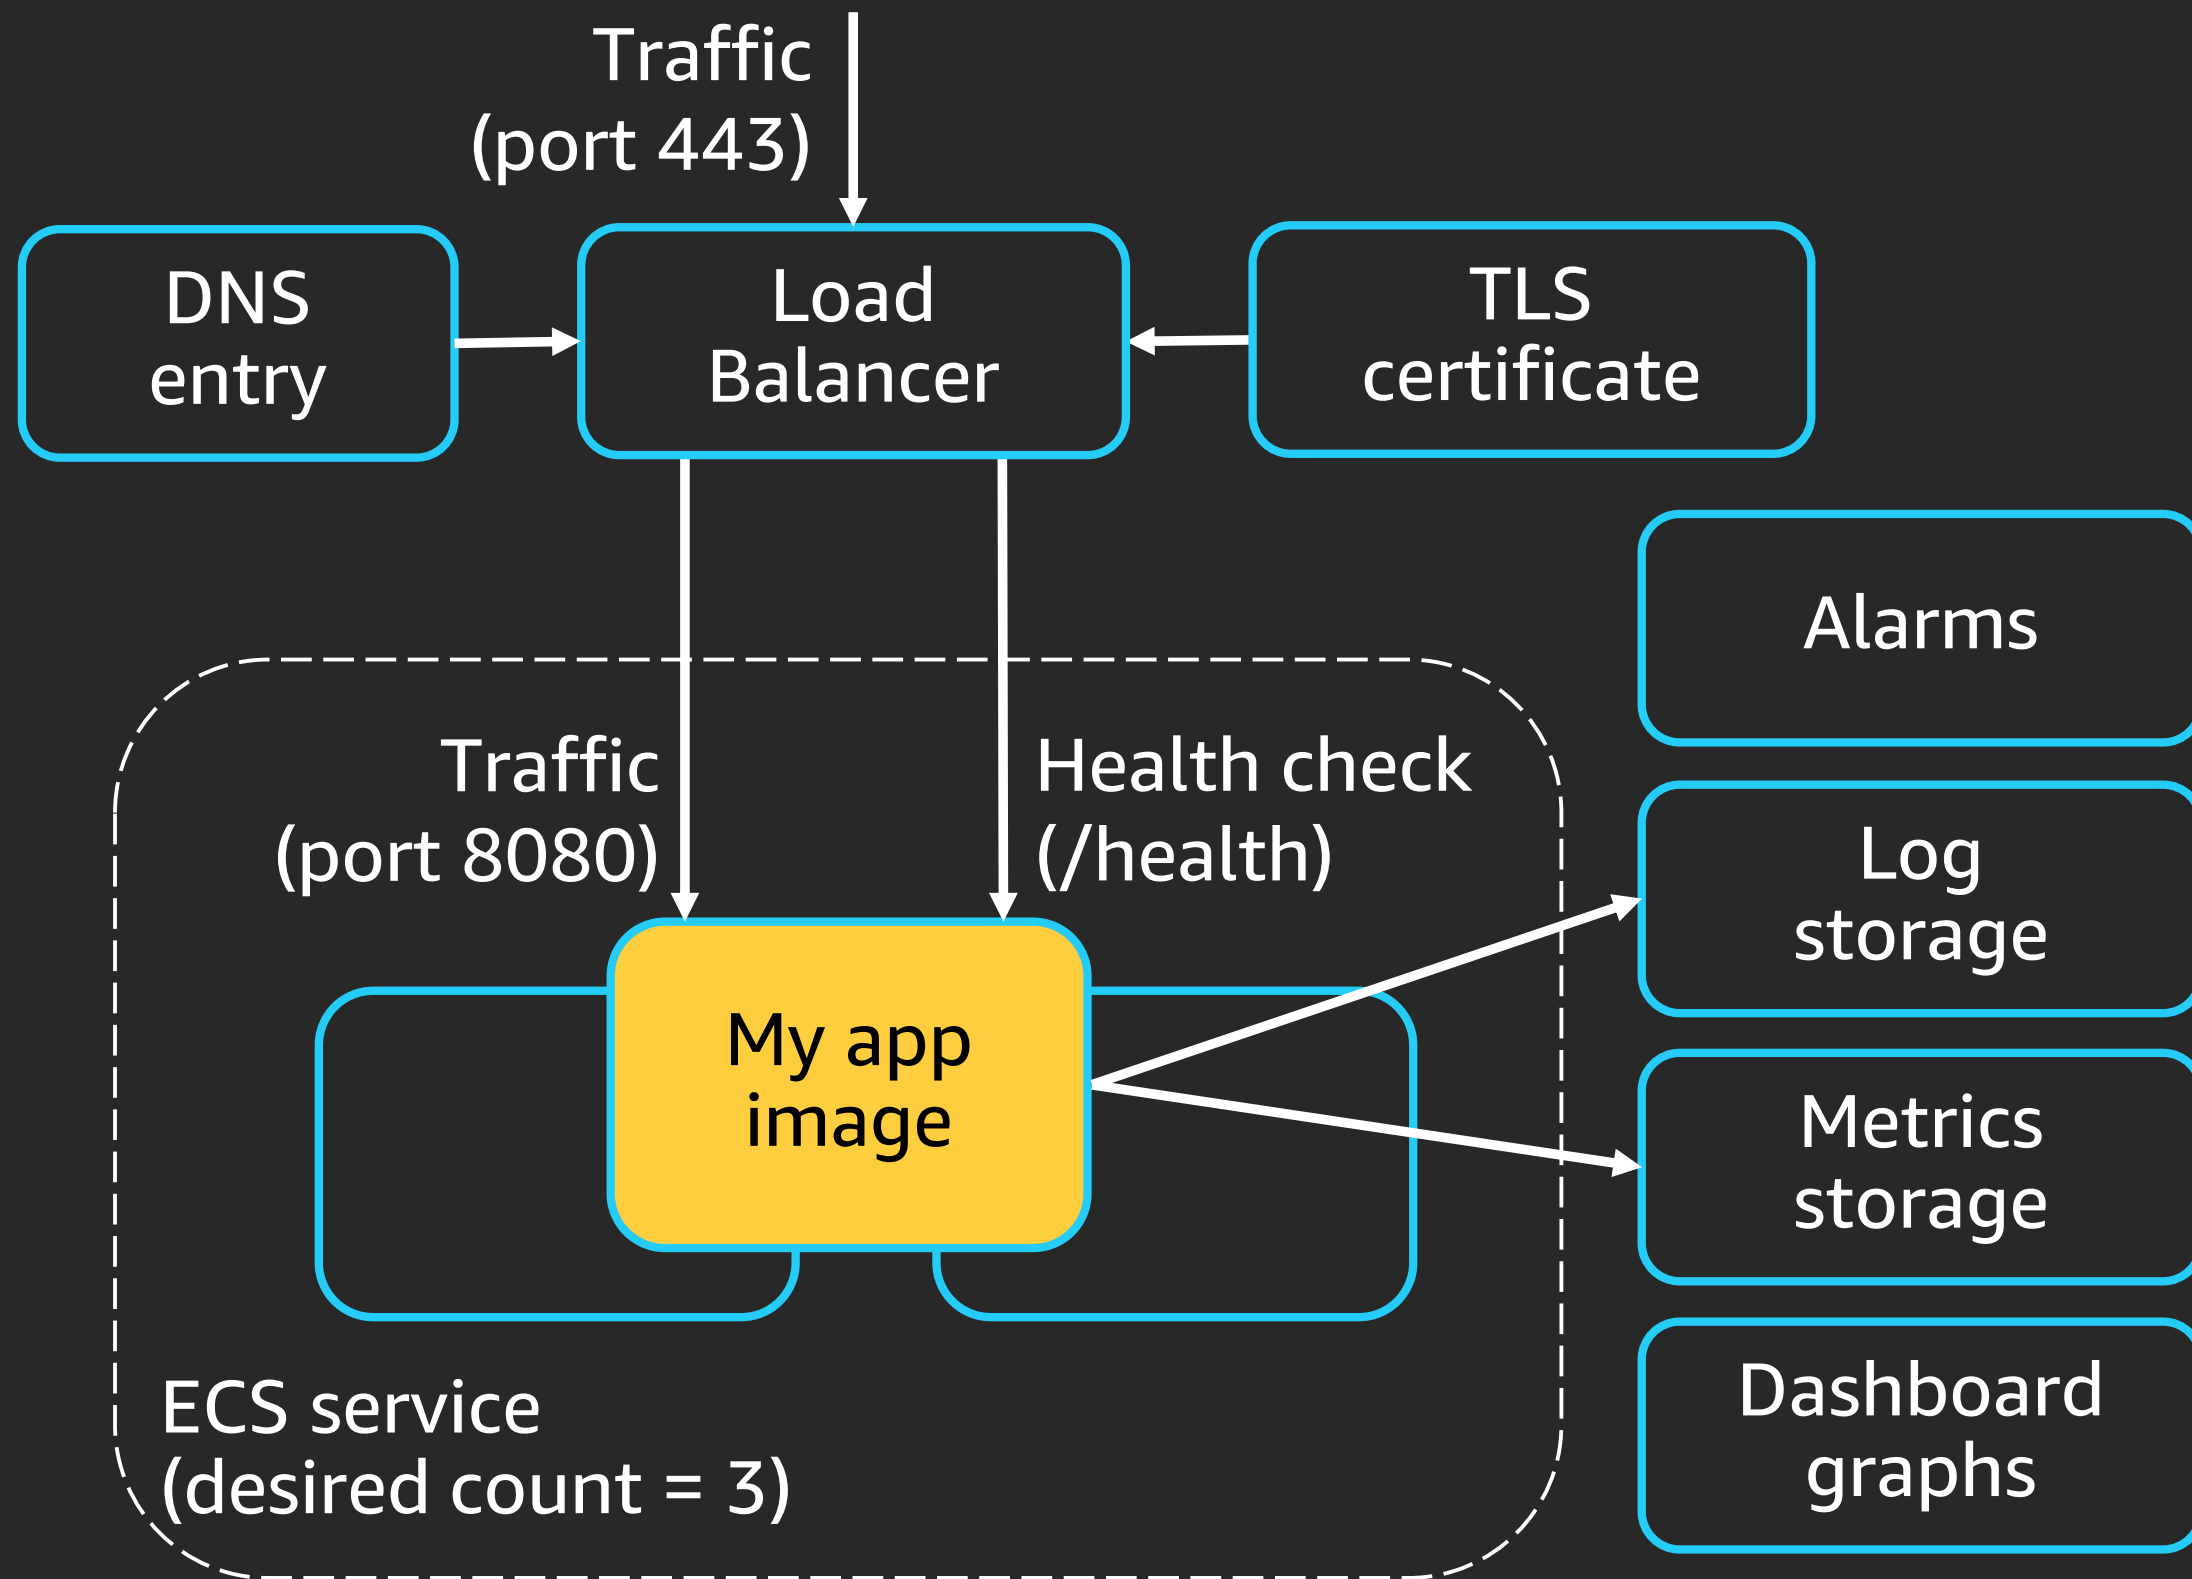 Traffic
(port 443)
DNS
entry
Load
Balancer
TLS
certificate
Alarms
Traffic
(port 8080)
Health check
(/health)
Log
storage
My app
image
Metrics
storage
ECS service
(desired count = 3)
Dashboard
graphs